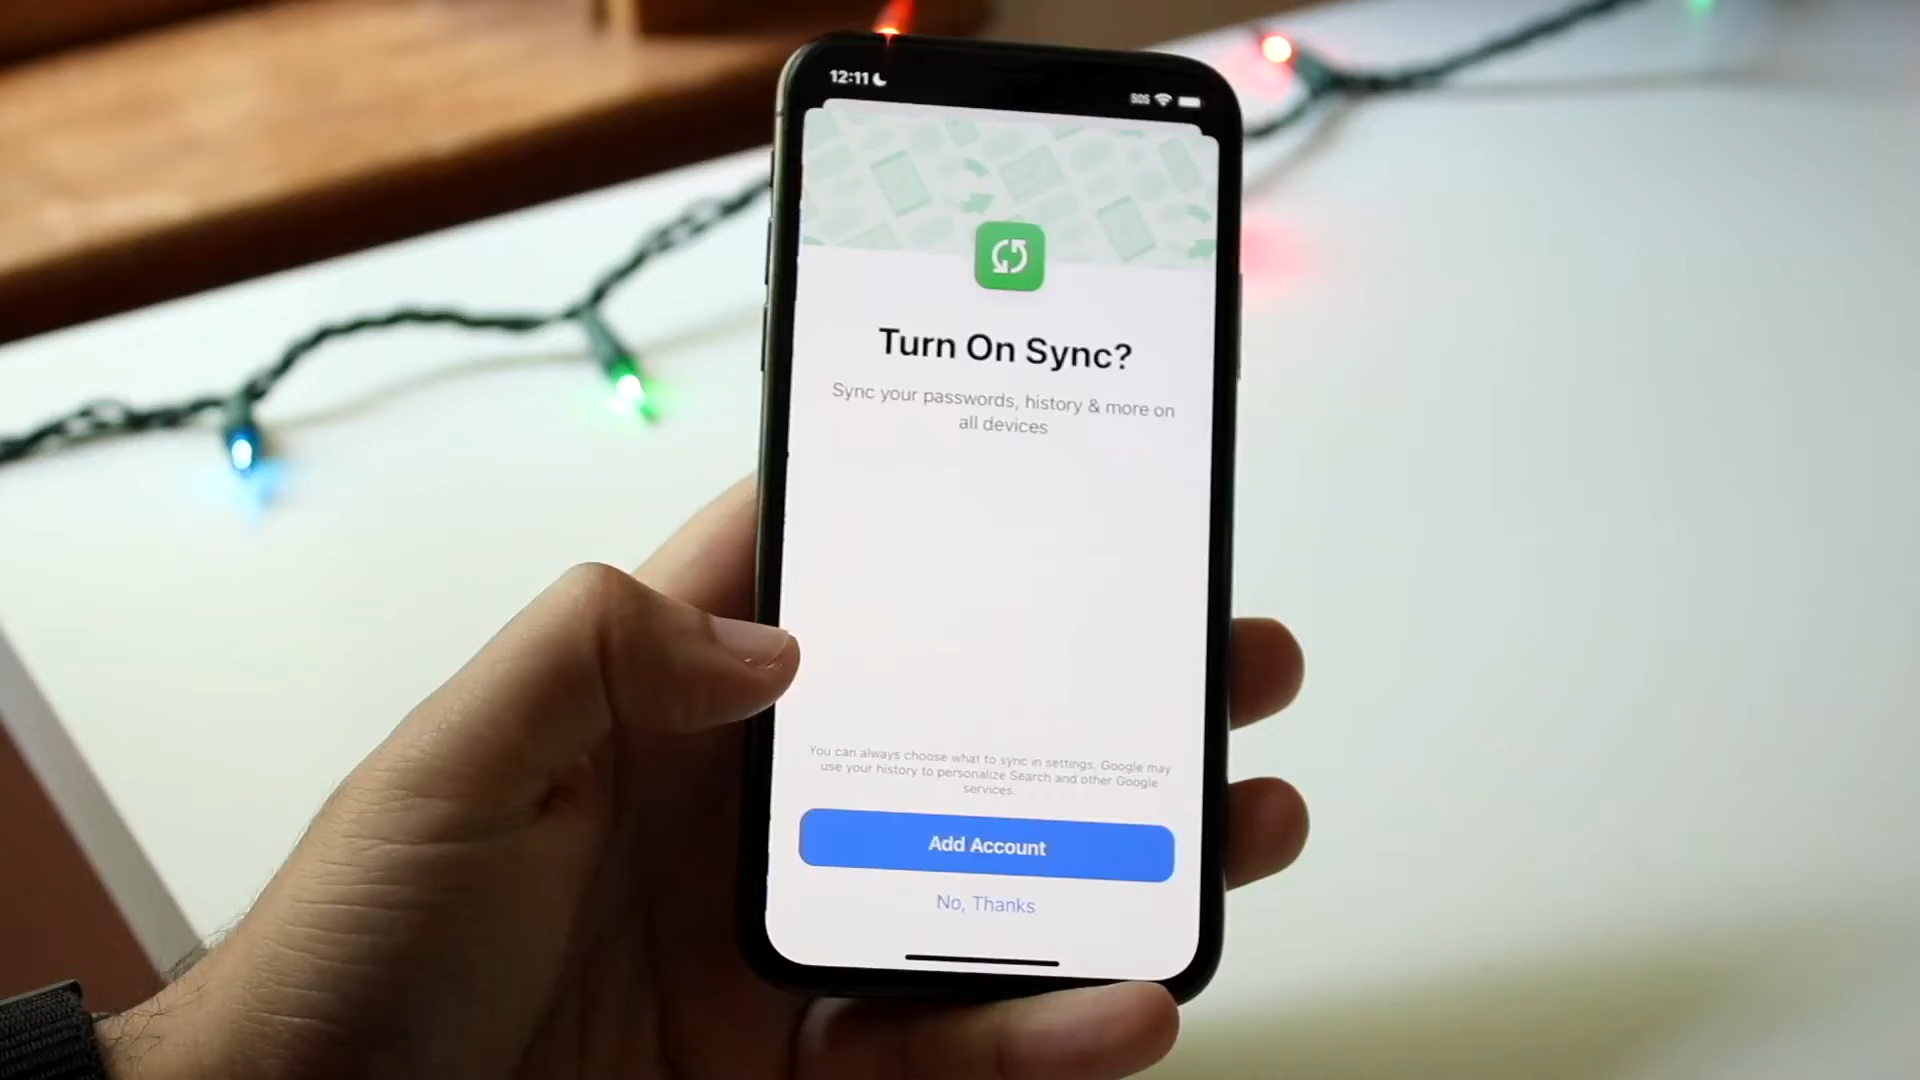 12:11
SOS
Turn On Sync?
Sync your passwords, history & more on
all devices
You can always choose what to sync in settings. Google may
use your history to personalize Search and other Google
services.
Add Account
No, Thanks